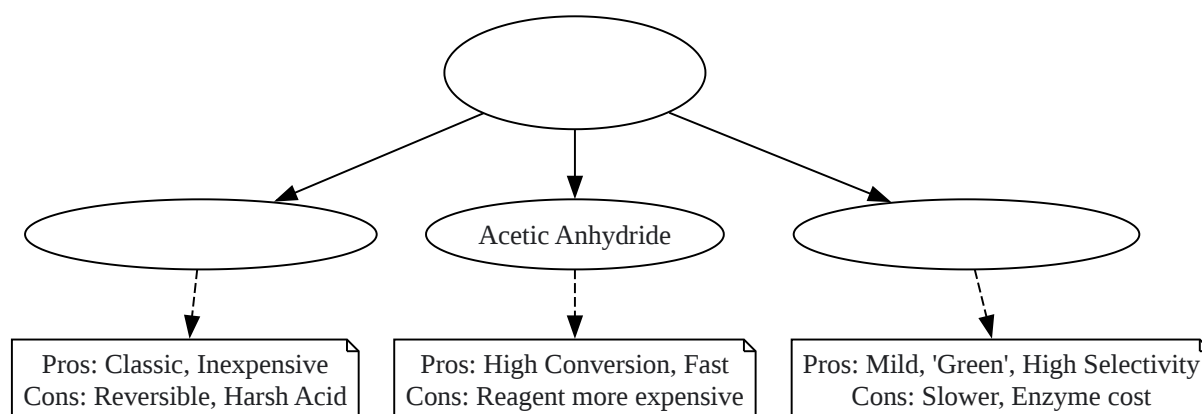 Acetic Anhydride
Pros: Classic, Inexpensive
Cons: Reversible, Harsh Acid
Pros: High Conversion, Fast
Cons: Reagent more expensive
Pros: Mild, 'Green', High Selectivity
Cons: Slower, Enzyme cost